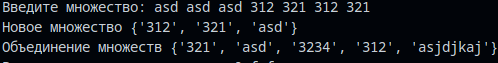 Введите множество: asd asd asd 312 321 312 321
Новое множество {'312', '321', 'asd'}
Объединение множеств {'321', 'asd', '3234', '312', 'asjdjkaj'}